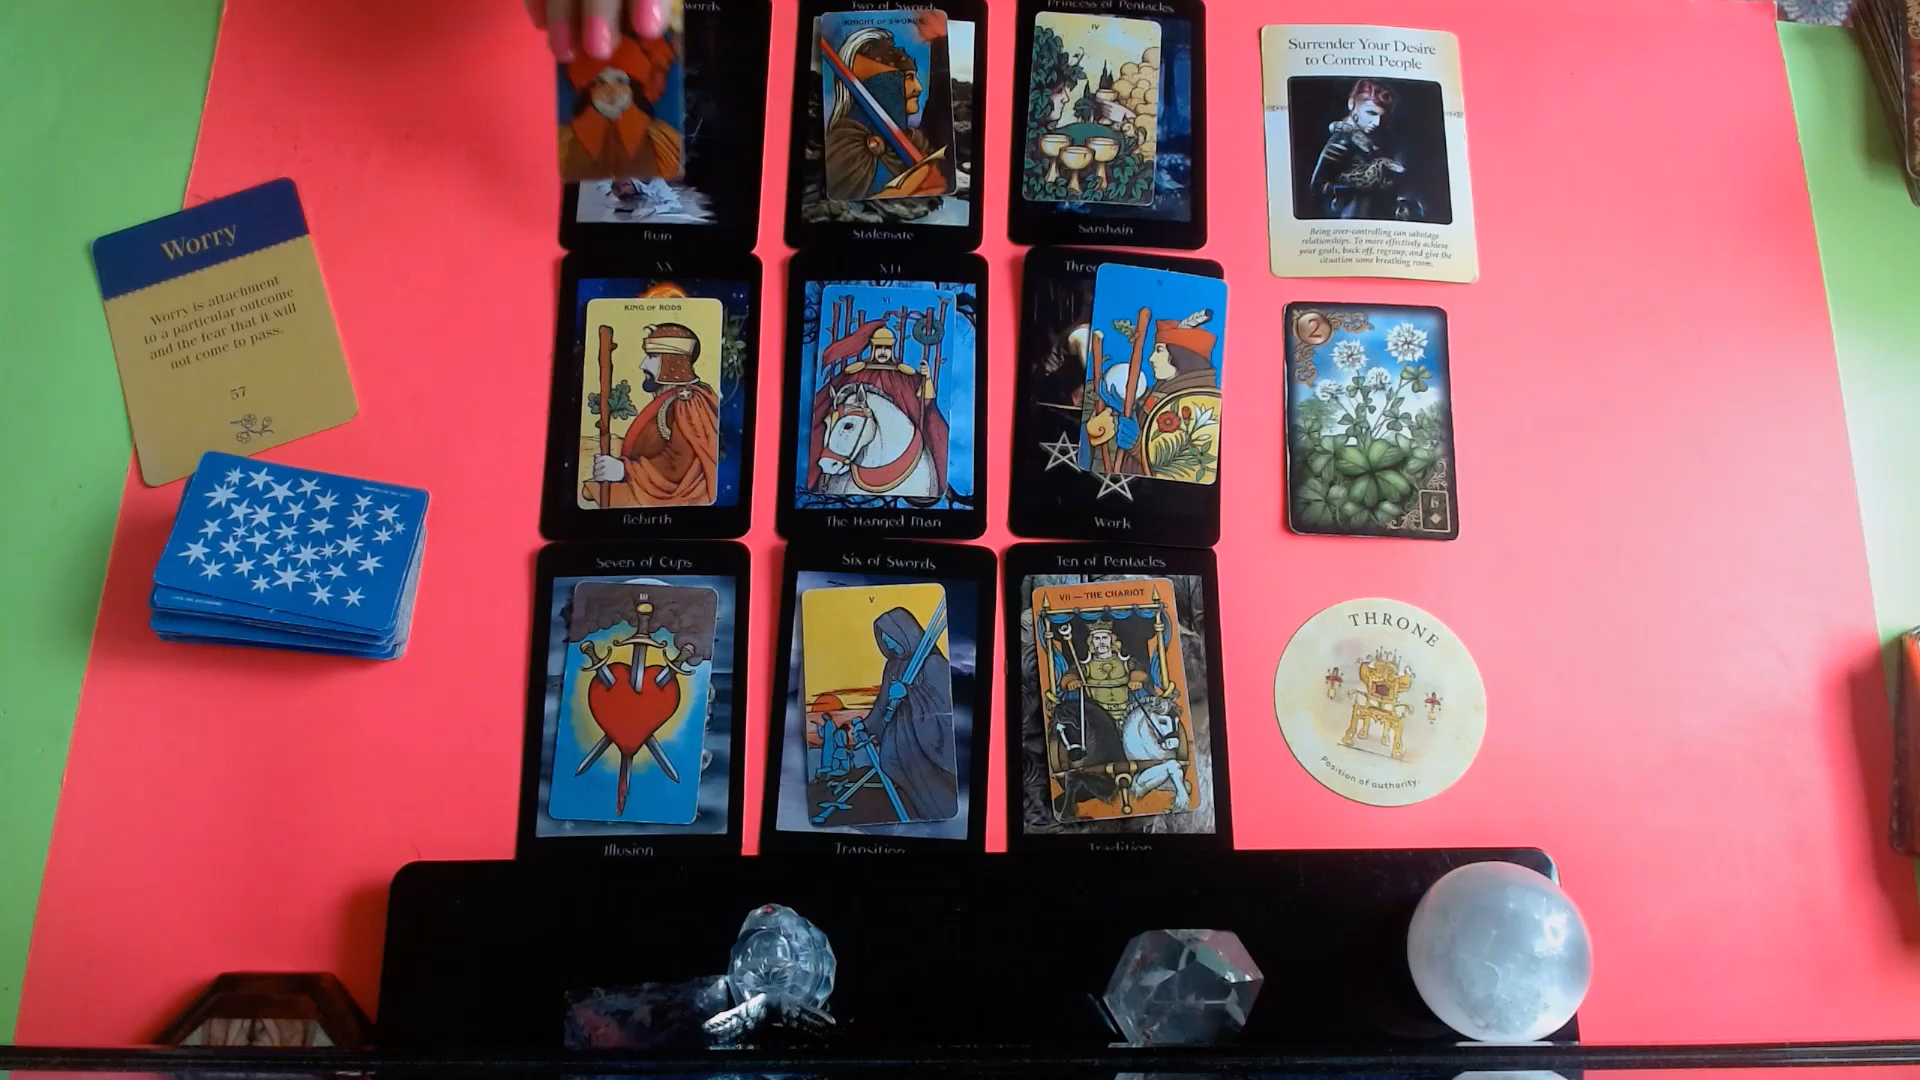 Swords
Ruin
Two of Swords
KNIGHT OF SWORDS
Stalemate
Princess of Pentacles
IV
Samhain
Surrender Your Desire
to Control People
Being over-controlling can sabotage
relationships. To more effectively achieve
your goals, back off, regroup, and give the
situation some breathing room.
Worry
Worry is attachment
to a particular outcome
and the fear that it will
not come to pass.
57
XX
KING OF RODS
Rebirth
XII
VI
The Hanged Man
Three
II
Work
2
6
Seven of Cups
III
Illusion
Six of Swords
V
Transition
Ten of Pentacles
VII — THE CHARIOT
Tradition
THRONE
Position of authority.